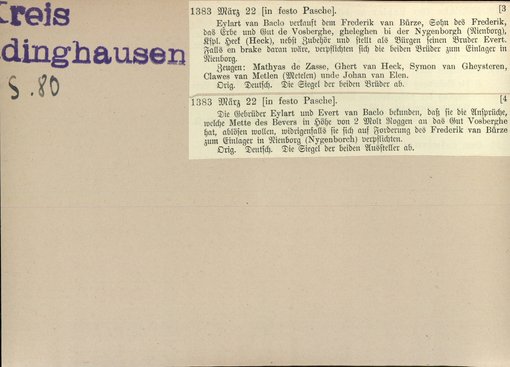 Kreis
dinghausen
S. 80
1383 März 22 [in festo Pasche]. [3
Eylart van Baclo verkauft dem Frederik van Bürze, Sohn des Frederik,
das Erbe und Gut de Vosberghe, gheleghen bi der Nygenborgh (Nienborg),
Kspl. Heek (Heck), nebst Zubehör und stellt als Bürgen seinen Bruder Evert.
Falls en brake daran wäre, verpflichten sich die beiden Brüder zum Einlager in
Nienborg.
Zeugen: Mathyas de Zasse, Ghert van Heck, Symon van Gheysteren,
Clawes van Metlen (Metelen) unde Johan van Elen.
Orig. Deutsch. Die Siegel der beiden Brüder ab.
1383 März 22 [in festo Pasche]. [4
Die Gebrüder Eylart und Evert van Baclo bekunden, daß sie die Ansprüche,
welche Mette des Bevers in Höhe von 2 Molt Roggen an das Gut Vosberghe
hat, ablösen wollen, widrigenfalls sie sich auf Forderung des Frederik van Bürze
zum Einlager in Nienborg (Nygenborch) verpflichten.
Orig. Deutsch. Die Siegel der beiden Aussteller ab.